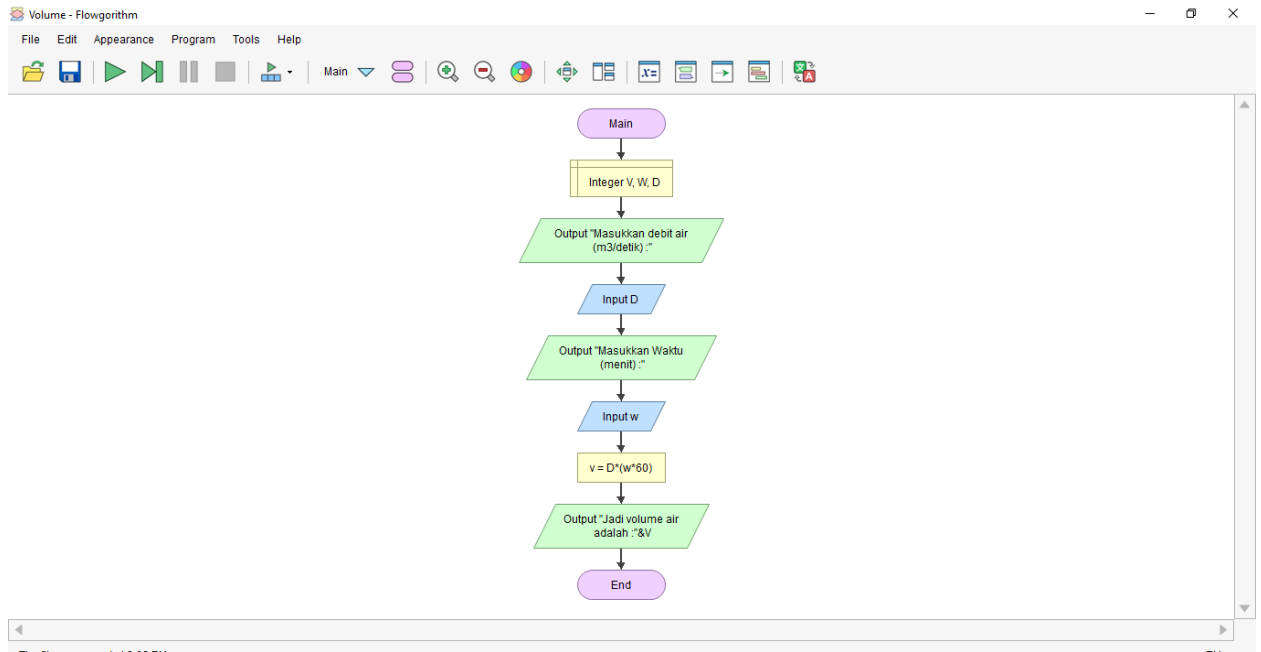 Volume - Flowgorithm
File Edit Appearance Program Tools Help
Main
Main
Integer V, W, D
Output "Masukkan debit air
(m3/detik) :"
Input D
Output "Masukkan Waktu
(menit) :"
Input w
v = D*(w*60)
Output "Jadi volume air
adalah :"&V
End